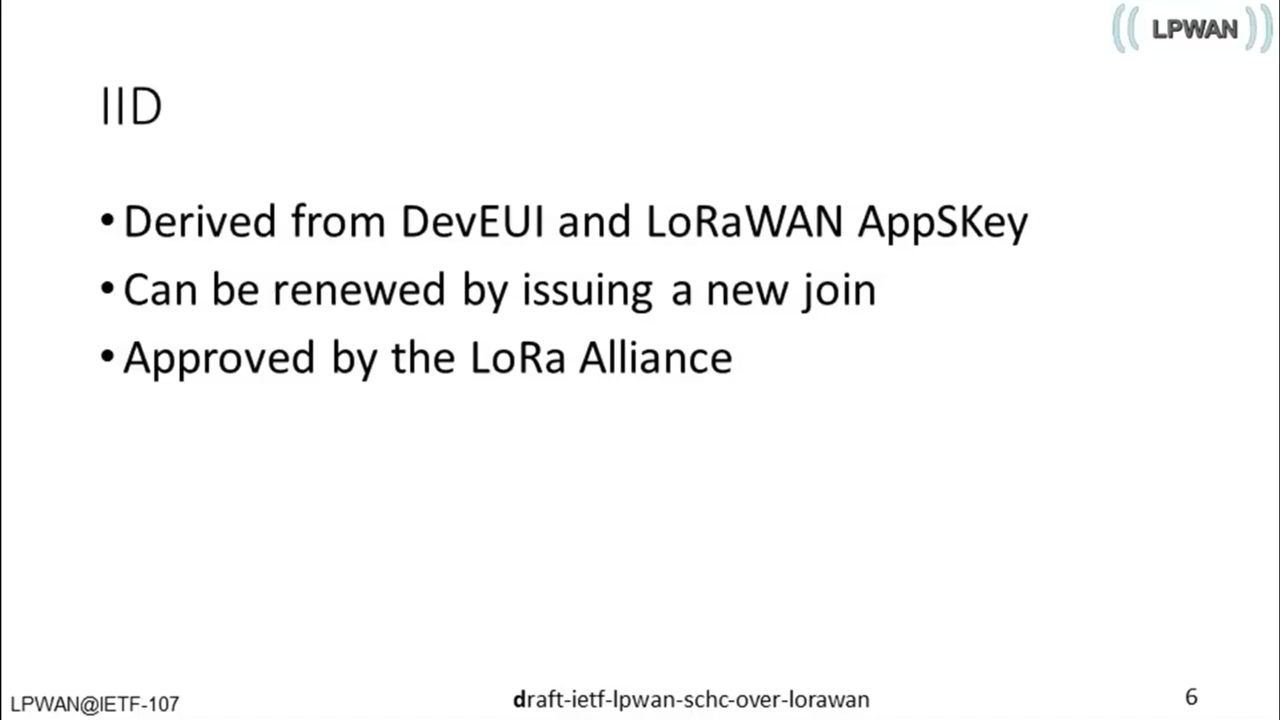 LPWAN
IID
• Derived from DevEUI and LoRaWAN AppSKey
• Can be renewed by issuing a new join
• Approved by the LoRa Alliance
LPWAN@IETF-107
draft-ietf-lpwan-schc-over-lorawan
6